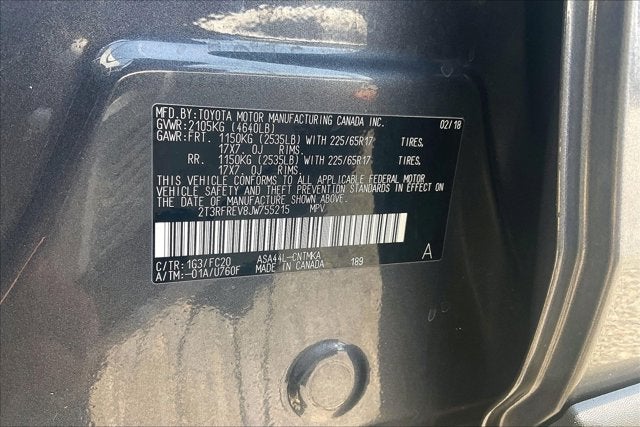 MFD.BY:TOYOTA MOTOR MANUFACTURING CANADA INC. 02/18
GVWR:2105KG (4640LB)
GAWR:FRT. 1150KG (2535LB) WITH 225/65R17 TIRES,
17X7. OJ RIMS.
RR. 1150KG (2535LB) WITH 225/65R17 TIRES,
17X7. OJ RIMS.
THIS VEHICLE CONFORMS TO ALL APPLICABLE FEDERAL MOTOR
VEHICLE SAFETY AND THEFT PREVENTION STANDARDS IN EFFECT ON
THE DATE OF MANUFACTURE SHOWN ABOVE.
2T3RFREV8JW755215 MPV
C/TR:1G3/FC20 ASA44L-CNTMKA 189 A
A/TM:-01A/U760F MADE IN CANADA